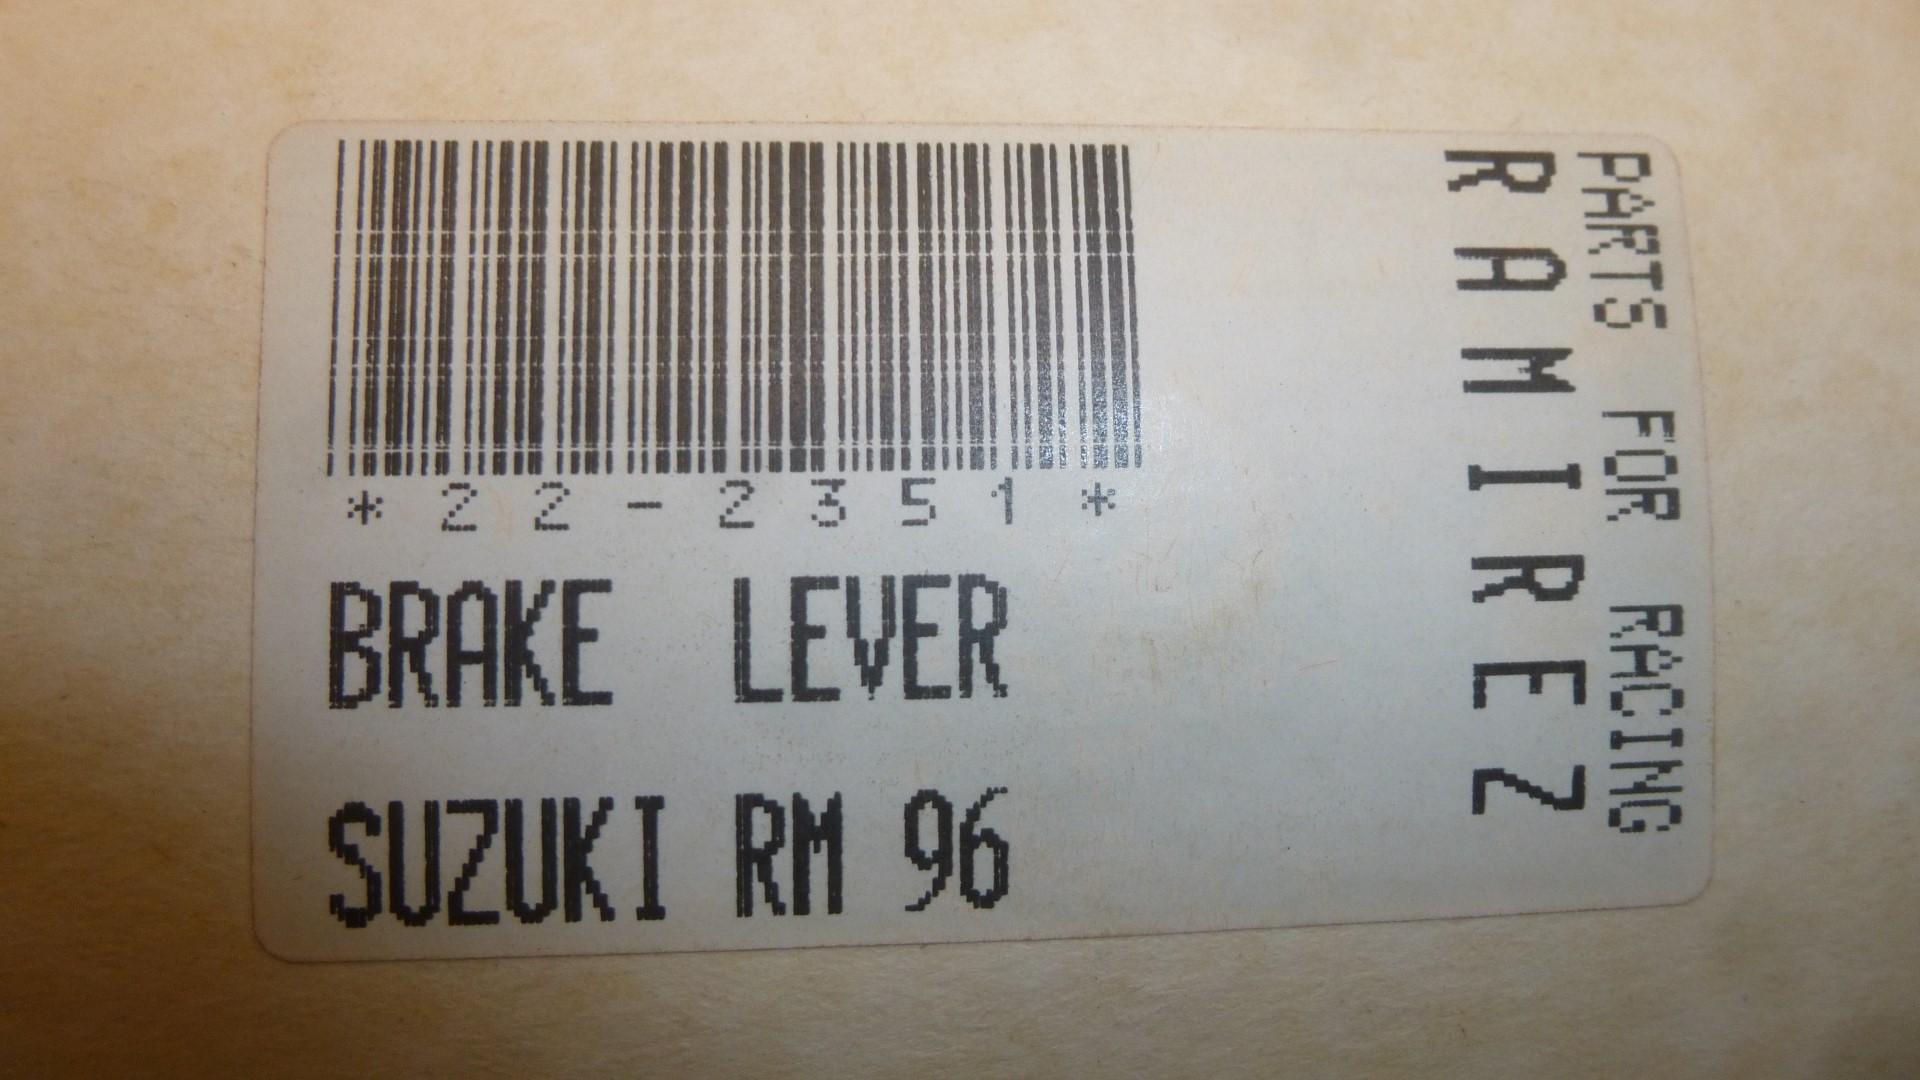 *22-2351*
BRAKE LEVER
SUZUKI RM 96
PARTS FOR RACING
RAMIREZ